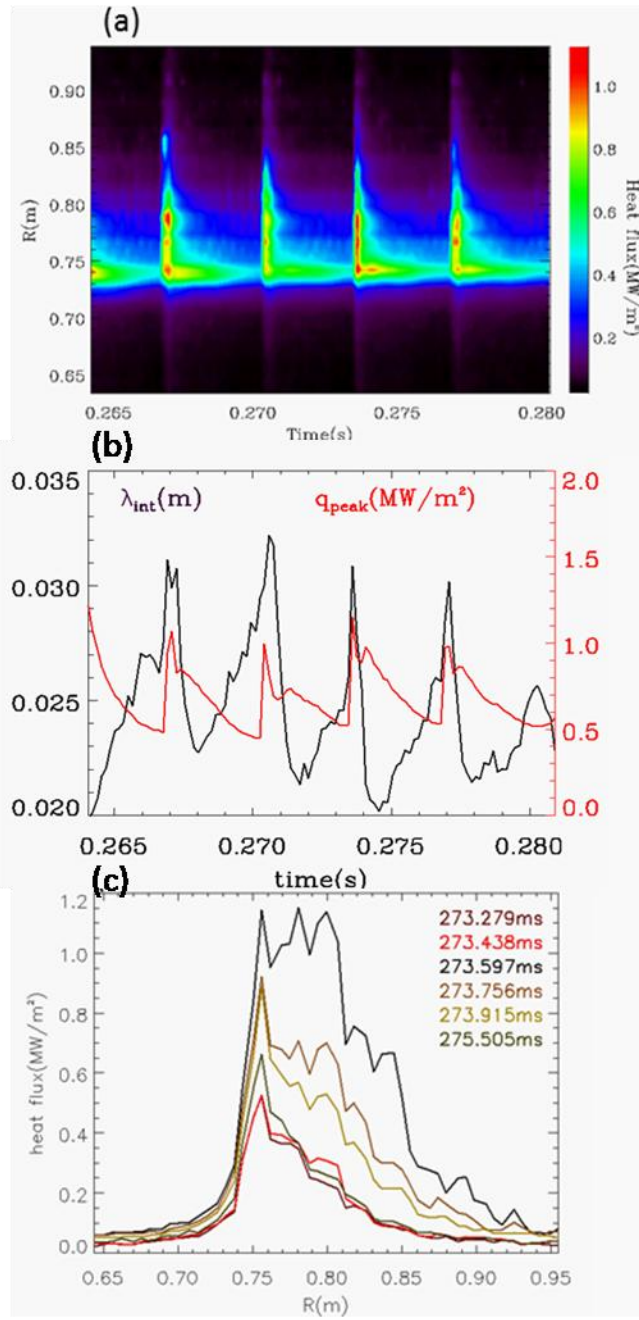 (a)
0.90
0.85
0.80
0.75
0.70
0.65
R(m)
0.265 0.270 0.275 0.280
Time(s)
1.0
0.8
0.6
0.4
0.2
Heat flux(MW/m²)
(b)
λint(m) qpeak(MW/m²)
0.035
0.030
0.025
0.020
2.0
1.5
1.0
0.5
0.0
0.265 0.270 0.275 0.280
time(s)
(c)
273.279ms
273.438ms
273.597ms
273.756ms
273.915ms
275.505ms
1.2
1.0
0.8
0.6
0.4
0.2
0.0
heat flux(MW/m²)
0.65 0.70 0.75 0.80 0.85 0.90 0.95
R(m)